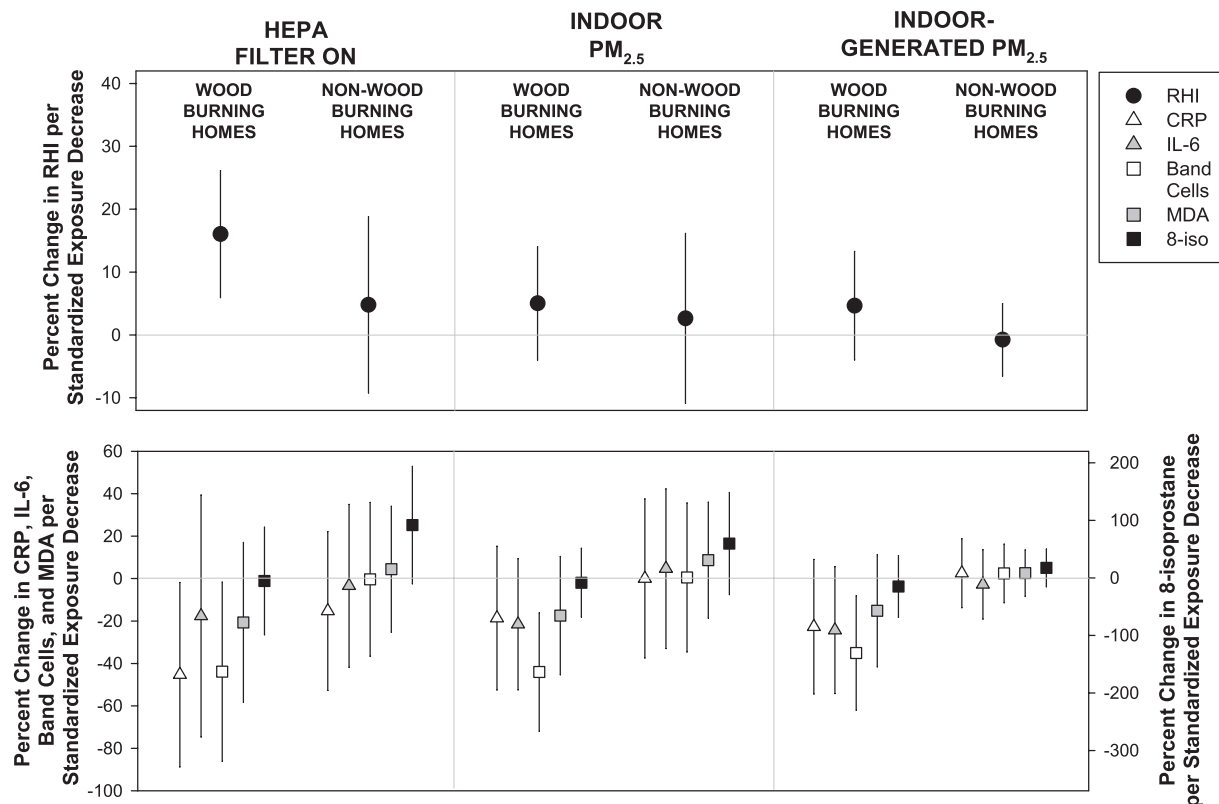 HEPA
FILTER ON
INDOOR
PM2.5
INDOOR-
GENERATED PM2.5
WOOD
BURNING
HOMES
NON-WOOD
BURNING
HOMES
WOOD
BURNING
HOMES
NON-WOOD
BURNING
HOMES
WOOD
BURNING
HOMES
NON-WOOD
BURNING
HOMES
Percent Change in RHI per
Standardized Exposure Decrease
40
30
20
10
0
-10
RHI
CRP
IL-6
Band
Cells
MDA
8-iso
Percent Change in CRP, IL-6,
Band Cells, and MDA per
Standardized Exposure Decrease
60
40
20
0
-20
-40
-60
-80
-100
200
100
0
-100
-200
-300
Percent Change in 8-isoprostane
per Standardized Exposure Decrease